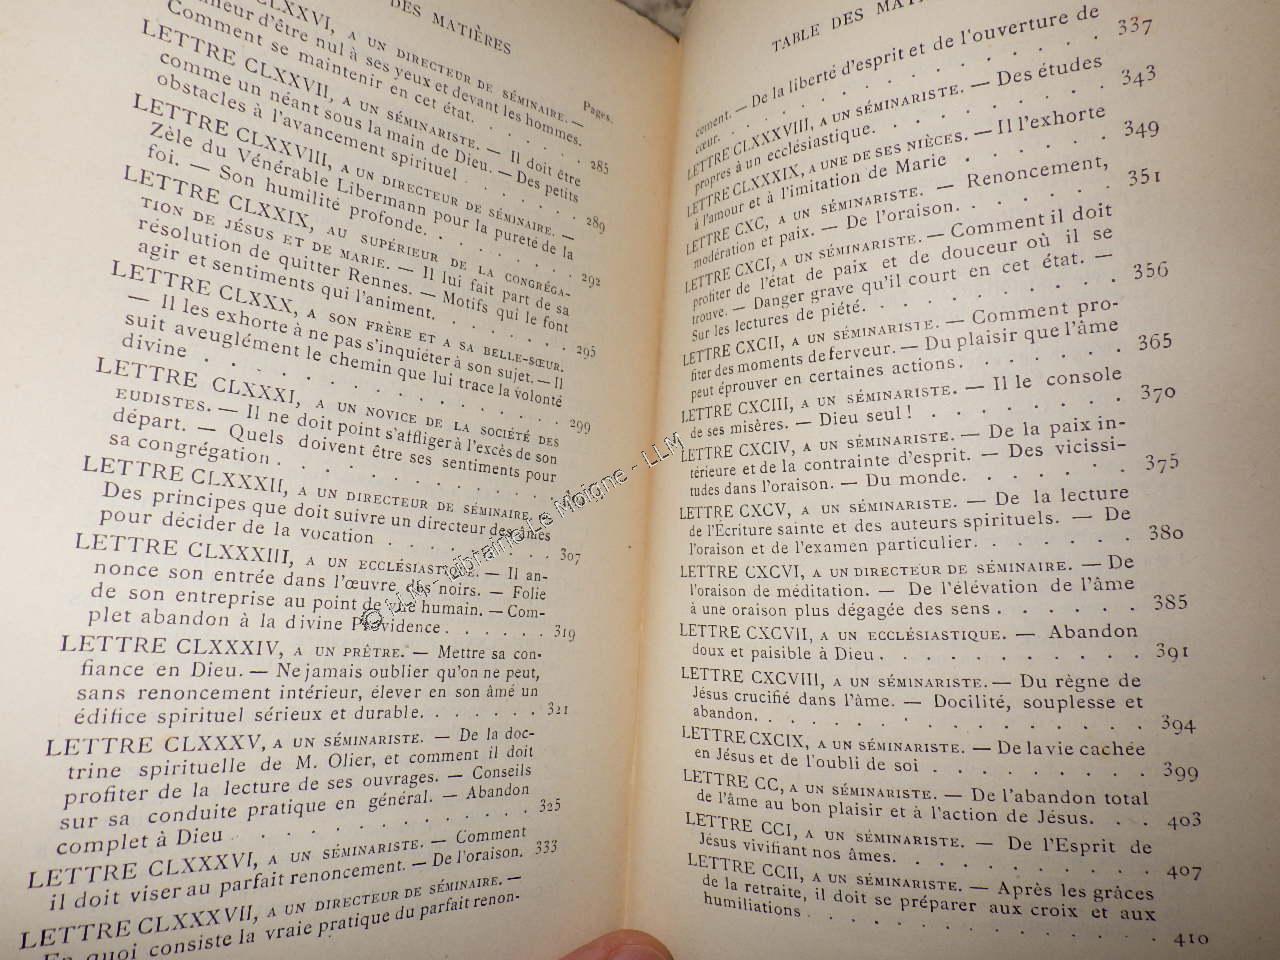 DES MATIÈRES
Pages.
CLXXVI, A UN DIRECTEUR DE SÉMINAIRE. —
d'être nul à ses yeux et devant les hommes.
Comment se maintenir en cet état. . . . . . . 285
LETTRE CLXXVII, A UN SÉMINARISTE. — Il doit être
comme un néant sous la main de Dieu. — Des petits
obstacles à l'avancement spirituel . . . . . . 289
LETTRE CLXXVIII, A UN DIRECTEUR DE SÉMINAIRE. —
Zèle du Vénérable Libermann pour la pureté de la
foi. — Son humilité profonde. . . . . . . . 292
LETTRE CLXXIX, AU SUPÉRIEUR DE LA CONGRÉGA-
TION DE JÉSUS ET DE MARIE. — Il lui fait part de sa
résolution de quitter Rennes. — Motifs qui le font
agir et sentiments qui l'animent. . . . . . . 295
LETTRE CLXXX, A SON FRÈRE ET A SA BELLE-SŒUR.
— Il les exhorte à ne pas s'inquiéter à son sujet. — Il
suit aveuglément le chemin que lui trace la volonté
divine . . . . . . . . . . . . . 299
LETTRE CLXXXI, A UN NOVICE DE LA SOCIÉTÉ DES
EUDISTES. — Il ne doit point s'affliger à l'excès de son
départ. — Quels doivent être ses sentiments pour
sa congrégation . . . . . . . . . .
LETTRE CLXXXII, A UN DIRECTEUR DE SÉMINAIRE. —
Des principes que doit suivre un directeur des âmes
pour décider de la vocation . . . . . . . 307
LETTRE CLXXXIII, A UN ECCLÉSIASTIQUE. — Il an-
nonce son entrée dans l'œuvre des noirs. — Folie
de son entreprise au point de vue humain. — Com-
plet abandon à la divine Providence . . . . . . 319
LETTRE CLXXXIV, A UN PRÊTRE. — Mettre sa con-
fiance en Dieu. — Ne jamais oublier qu'on ne peut,
sans renoncement intérieur, élever en son âme un
édifice spirituel sérieux et durable. . . . . . . 321
LETTRE CLXXXV, A UN SÉMINARISTE. — De la doc-
trine spirituelle de M. Olier, et comment il doit
profiter de la lecture de ses ouvrages. — Conseils
sur sa conduite pratique en général. — Abandon
complet à Dieu . . . . . . . . . . . 325
LETTRE CLXXXVI, A UN SÉMINARISTE. — Comment
il doit viser au parfait renoncement. — De l'oraison. 333
LETTRE CLXXXVII, A UN DIRECTEUR DE SÉMINAIRE. —
En quoi consiste la vraie pratique du parfait renon-
TABLE DES
cement. — De la liberté d'esprit et de l'ouverture de
cœur. . . . . . . . . . . . . . 337
LETTRE CLXXXVIII, A UN SÉMINARISTE. — Des études
propres à un ecclésiastique. . . . . . . . . 343
LETTRE CLXXXIX, A UNE DE SES NIÈCES. — Il l'exhorte
à l'amour et à l'imitation de Marie . . . . . . 349
LETTRE CXC, A UN SÉMINARISTE. — Renoncement,
modération et paix. — De l'oraison. . . . . . 351
LETTRE CXCI, A UN SÉMINARISTE. — Comment il doit
profiter de l'état de paix et de douceur où il se
trouve. — Danger grave qu'il court en cet état. —
Sur les lectures de piété. . . . . . . . . 356
LETTRE CXCII, A UN SÉMINARISTE. — Comment pro-
fiter des moments de ferveur. — Du plaisir que l'âme
peut éprouver en certaines actions. . . . . . 365
LETTRE CXCIII, A UN SÉMINARISTE. — Il le console
de ses misères. — Dieu seul ! . . . . . . . 370
LETTRE CXCIV, A UN SÉMINARISTE. — De la paix in-
térieure et de la contrainte d'esprit. — Des vicissi-
tudes dans l'oraison. — Du monde. . . . . . 375
LETTRE CXCV, A UN SÉMINARISTE. — De la lecture
de l'Écriture sainte et des auteurs spirituels. — De
l'oraison et de l'examen particulier. . . . . . 380
LETTRE CXCVI, A UN DIRECTEUR DE SÉMINAIRE. — De
l'oraison de méditation. — De l'élévation de l'âme
à une oraison plus dégagée des sens . . . . . . 385
LETTRE CXCVII, A UN ECCLÉSIASTIQUE. — Abandon
doux et paisible à Dieu . . . . . . . . . . 391
LETTRE CXCVIII, A UN SÉMINARISTE. — Du règne de
Jésus crucifié dans l'âme. — Docilité, souplesse et
abandon. . . . . . . . . . . . . . 394
LETTRE CXCIX, A UN SÉMINARISTE. — De la vie cachée
en Jésus et de l'oubli de soi . . . . . . . . 399
LETTRE CC, A UN SÉMINARISTE. — De l'abandon total
de l'âme au bon plaisir et à l'action de Jésus. . . . 403
LETTRE CCI, A UN SÉMINARISTE. — De l'Esprit de
Jésus vivifiant nos âmes. . . . . . . . . . 407
LETTRE CCII, A UN SÉMINARISTE. — Après les grâces
de la retraite, il doit se préparer aux croix et aux
humiliations . . . . . . . . . . . . . 410
© LLM - Librairie Le Moigne - LLM